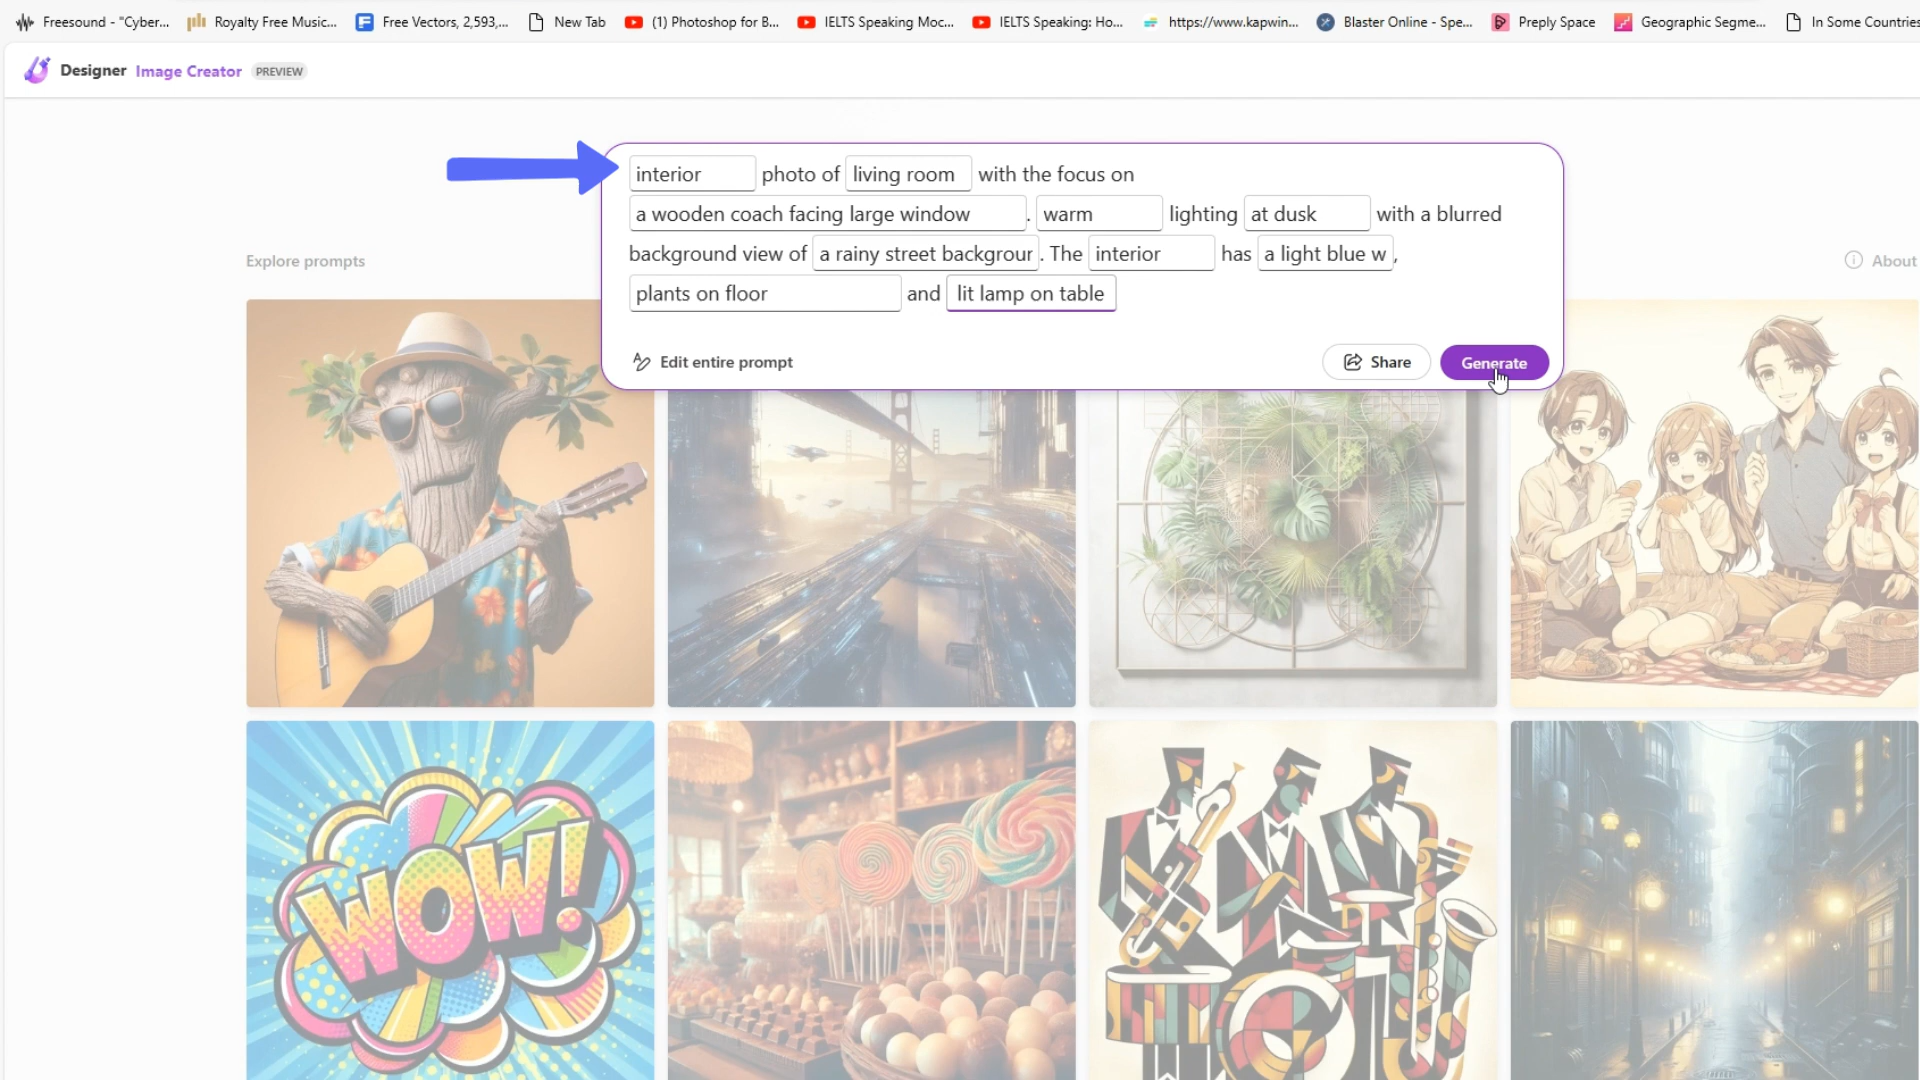 Freesound - "Cyber... Royalty Free Music... Free Vectors, 2,593,... New Tab (1) Photoshop for B... IELTS Speaking Moc... IELTS Speaking: Ho... https://www.kapwin... Blaster Online - Spe... Preply Space Geographic Segme... In Some Countries
Designer Image Creator PREVIEW
interior photo of living room with the focus on
a wooden coach facing large window . warm lighting at dusk with a blurred
background view of a rainy street backgrour . The interior has a light blue w ,
plants on floor and lit lamp on table
Edit entire prompt Share Generate
Explore prompts About
WOW!